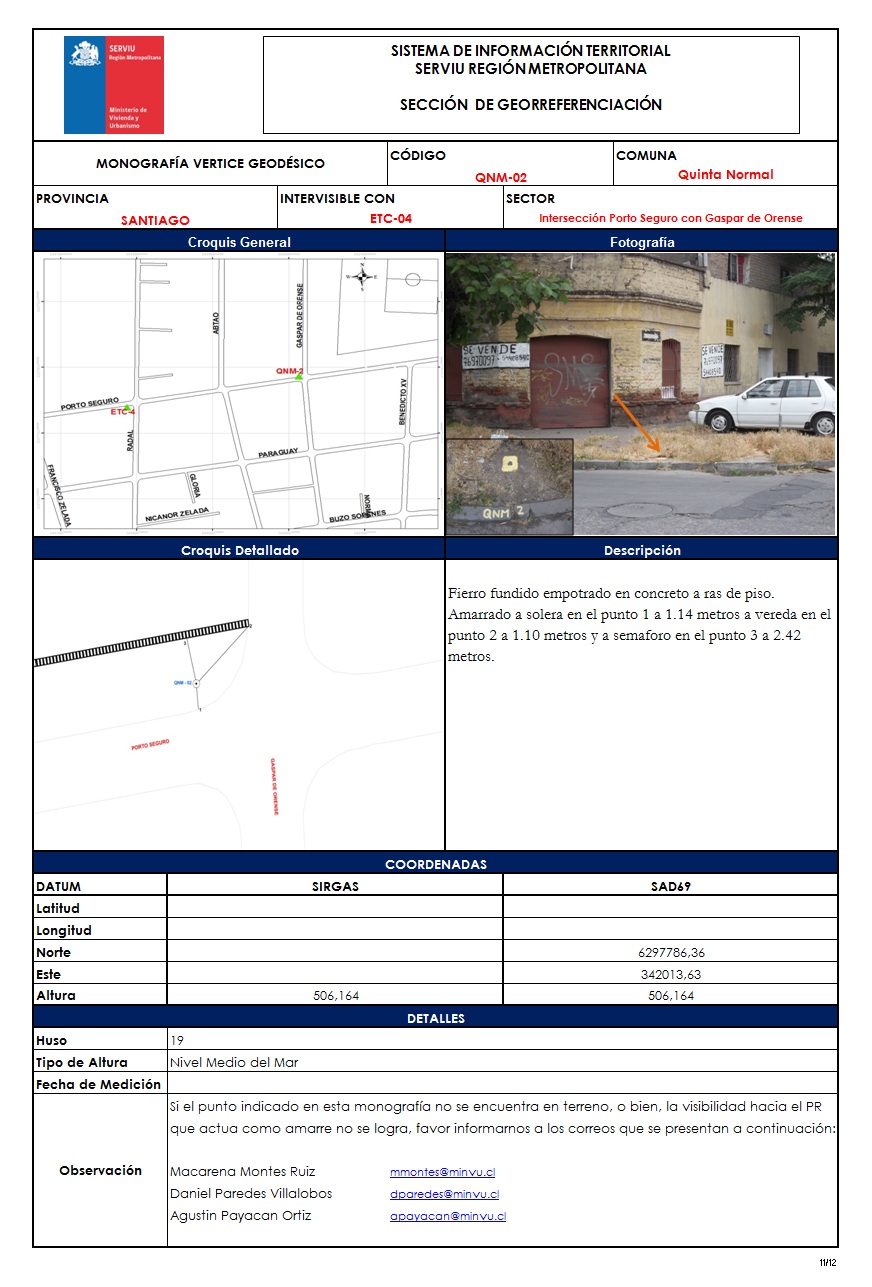 SERVIU
Región Metropolitana
Ministerio de
Vivienda y
Urbanismo
SISTEMA DE INFORMACIÓN TERRITORIAL
SERVIU REGIÓN METROPOLITANA
SECCIÓN DE GEORREFERENCIACIÓN
MONOGRAFÍA VERTICE GEODÉSICO
CÓDIGO
QNM-02
COMUNA
Quinta Normal
PROVINCIA
SANTIAGO
INTERVISIBLE CON
ETC-04
SECTOR
Intersección Porto Seguro con Gaspar de Orense
Croquis General
Fotografía
N
W E
S
ABTAO
GASPAR DE ORENSE
QNM-2
PORTO SEGURO
ETC-4
BENEDICTO XV
RADAL
PARAGUAY
FRANCISCO ZELADA
GLORIA
NICANOR ZELADA
BUZO SOBENES
SE VENDE
76970097
SE
VENDE
QNM 2
Croquis Detallado
Descripción
2
QNM - 02
1
PORTO SEGURO
GASPAR DE ORENSE
Fierro fundido empotrado en concreto a ras de piso.
Amarrado a solera en el punto 1 a 1.14 metros a vereda en el
punto 2 a 1.10 metros y a semaforo en el punto 3 a 2.42
metros.
COORDENADAS
DATUM SIRGAS SAD69
Latitud
Longitud
Norte 6297786,36
Este 342013,63
Altura 506,164 506,164
DETALLES
Huso 19
Tipo de Altura Nivel Medio del Mar
Fecha de Medición
Observación
Si el punto indicado en esta monografía no se encuentra en terreno, o bien, la visibilidad hacia el PR
que actua como amarre no se logra, favor informarnos a los correos que se presentan a continuación:
Macarena Montes Ruiz mmontes@minvu.cl
Daniel Paredes Villalobos dparedes@minvu.cl
Agustin Payacan Ortiz apayacan@minvu.cl
11/12